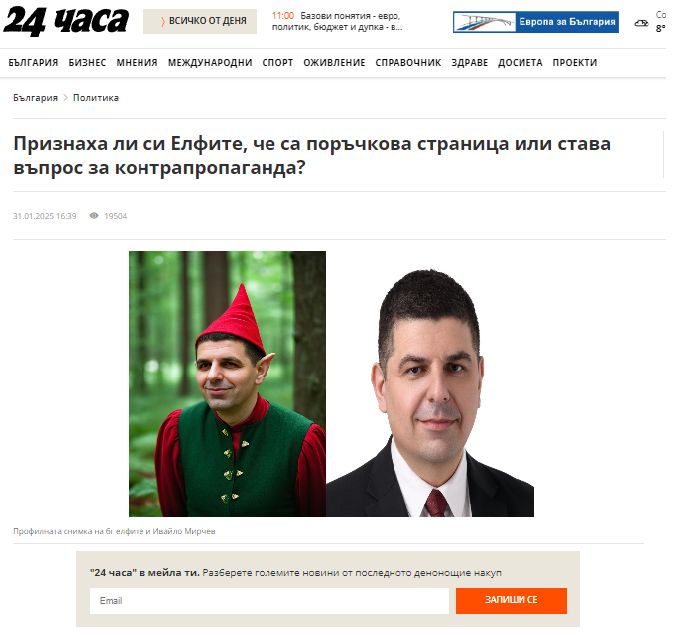 24 часа
ВСИЧКО ОТ ДЕНЯ
11:00 Базови понятия - евро,
политик, бюджет и дупка - в...
Европа за България
Со
8°
БЪЛГАРИЯ БИЗНЕС МНЕНИЯ МЕЖДУНАРОДНИ СПОРТ ОЖИВЛЕНИЕ СПРАВОЧНИК ЗДРАВЕ ДОСИЕТА ПРОЕКТИ
България > Политика
Признаха ли си Елфите, че са поръчкова страница или става
въпрос за контрапропаганда?
31.01.2025 16:39 19504
Профилната снимка на бг елфите и Ивайло Мирчев
"24 часа" в мейла ти. Разберете големите новини от последното денонощие накуп
Email
ЗАПИШИ СЕ